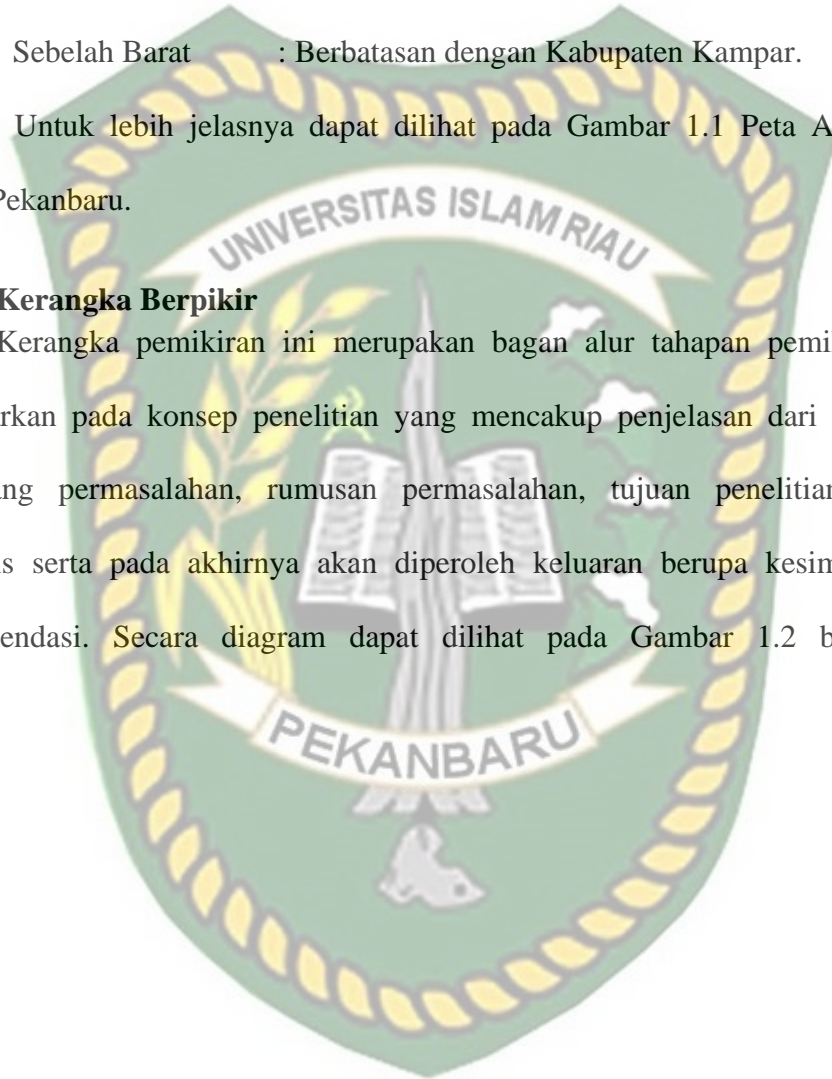 Sebelah Barat : Berbatasan dengan Kabupaten Kampar.
Untuk lebih jelasnya dapat dilihat pada Gambar 1.1 Peta A
Pekanbaru.
UNIVERSITAS ISLAM RIAU
Kerangka Berpikir
Kerangka pemikiran ini merupakan bagan alur tahapan pemi
rkan pada konsep penelitian yang mencakup penjelasan dari
ng permasalahan, rumusan permasalahan, tujuan penelitian
s serta pada akhirnya akan diperoleh keluaran berupa kesim
endasi. Secara diagram dapat dilihat pada Gambar 1.2 b
PEKANBARU